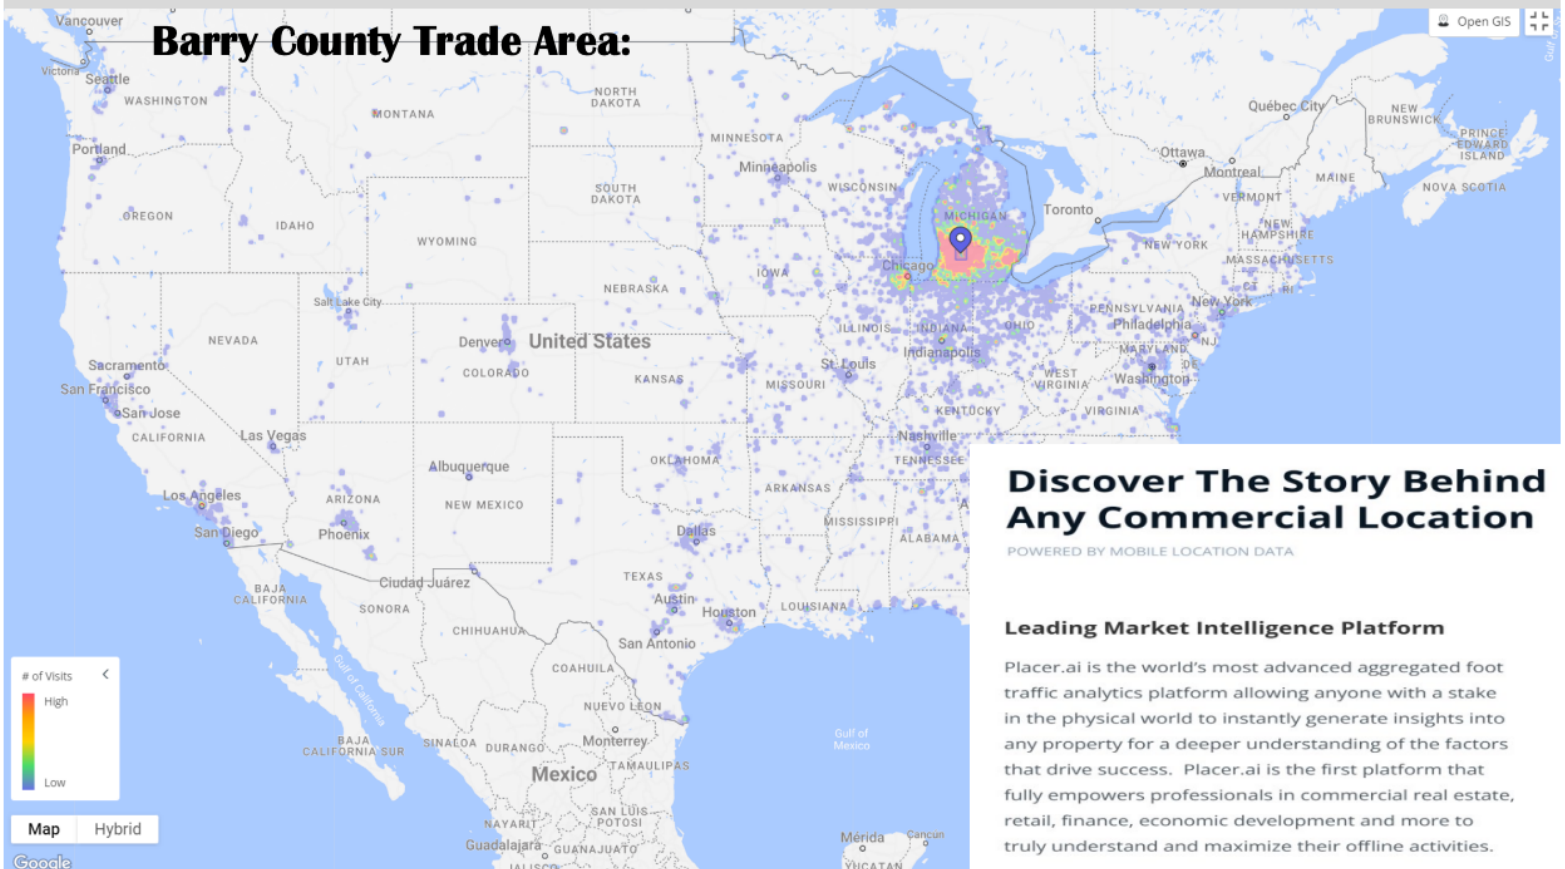 Barry County Trade Area:
Open GIS
Vancouver
Victoria
Seattle
WASHINGTON
MONTANA
NORTH
DAKOTA
MINNESOTA
Minneapolis
Québec City
NEW
BRUNSWICK
PRINCE
EDWARD
ISLAND
Portland
Ottawa
Montreal
MAINE
NOVA SCOTIA
OREGON
IDAHO
WYOMING
SOUTH
DAKOTA
WISCONSIN
MICHIGAN
Toronto
VERMONT
NEW
HAMPSHIRE
NEW YORK
MASSACHUSETTS
CT
RI
Chicago
IOWA
NEBRASKA
Salt Lake City
NEVADA
UTAH
Denver
COLORADO
United States
KANSAS
ILLINOIS
INDIANA
OHIO
Indianapolis
PENNSYLVANIA
New York
Philadelphia
NJ
MARYLAND
DE
Washington
WEST
VIRGINIA
VIRGINIA
St. Louis
MISSOURI
KENTUCKY
Sacramento
San Francisco
San Jose
CALIFORNIA
Las Vegas
Albuquerque
NEW MEXICO
ARIZONA
Phoenix
Los Angeles
San Diego
OKLAHOMA
ARKANSAS
Nashville
TENNESSEE
MISSISSIPPI
ALABAMA
Dallas
TEXAS
Austin
Houston
San Antonio
LOUISIANA
Ciudad Juárez
BAJA
CALIFORNIA
SONORA
CHIHUAHUA
COAHUILA
Gulf of California
NUEVO LEON
Monterrey
BAJA
CALIFORNIA SUR
SINALOA
DURANGO
TAMAULIPAS
Mexico
SAN LUIS
POTOSI
NAYARIT
Guadalajara
GUANAJUATO
JALISCO
Gulf of
Mexico
Mérida
Cancun
YUCATAN
# of Visits
High
Low
Map
Hybrid
Google
Discover The Story Behind
Any Commercial Location
POWERED BY MOBILE LOCATION DATA
Leading Market Intelligence Platform
Placer.ai is the world's most advanced aggregated foot
traffic analytics platform allowing anyone with a stake
in the physical world to instantly generate insights into
any property for a deeper understanding of the factors
that drive success. Placer.ai is the first platform that
fully empowers professionals in commercial real estate,
retail, finance, economic development and more to
truly understand and maximize their offline activities.